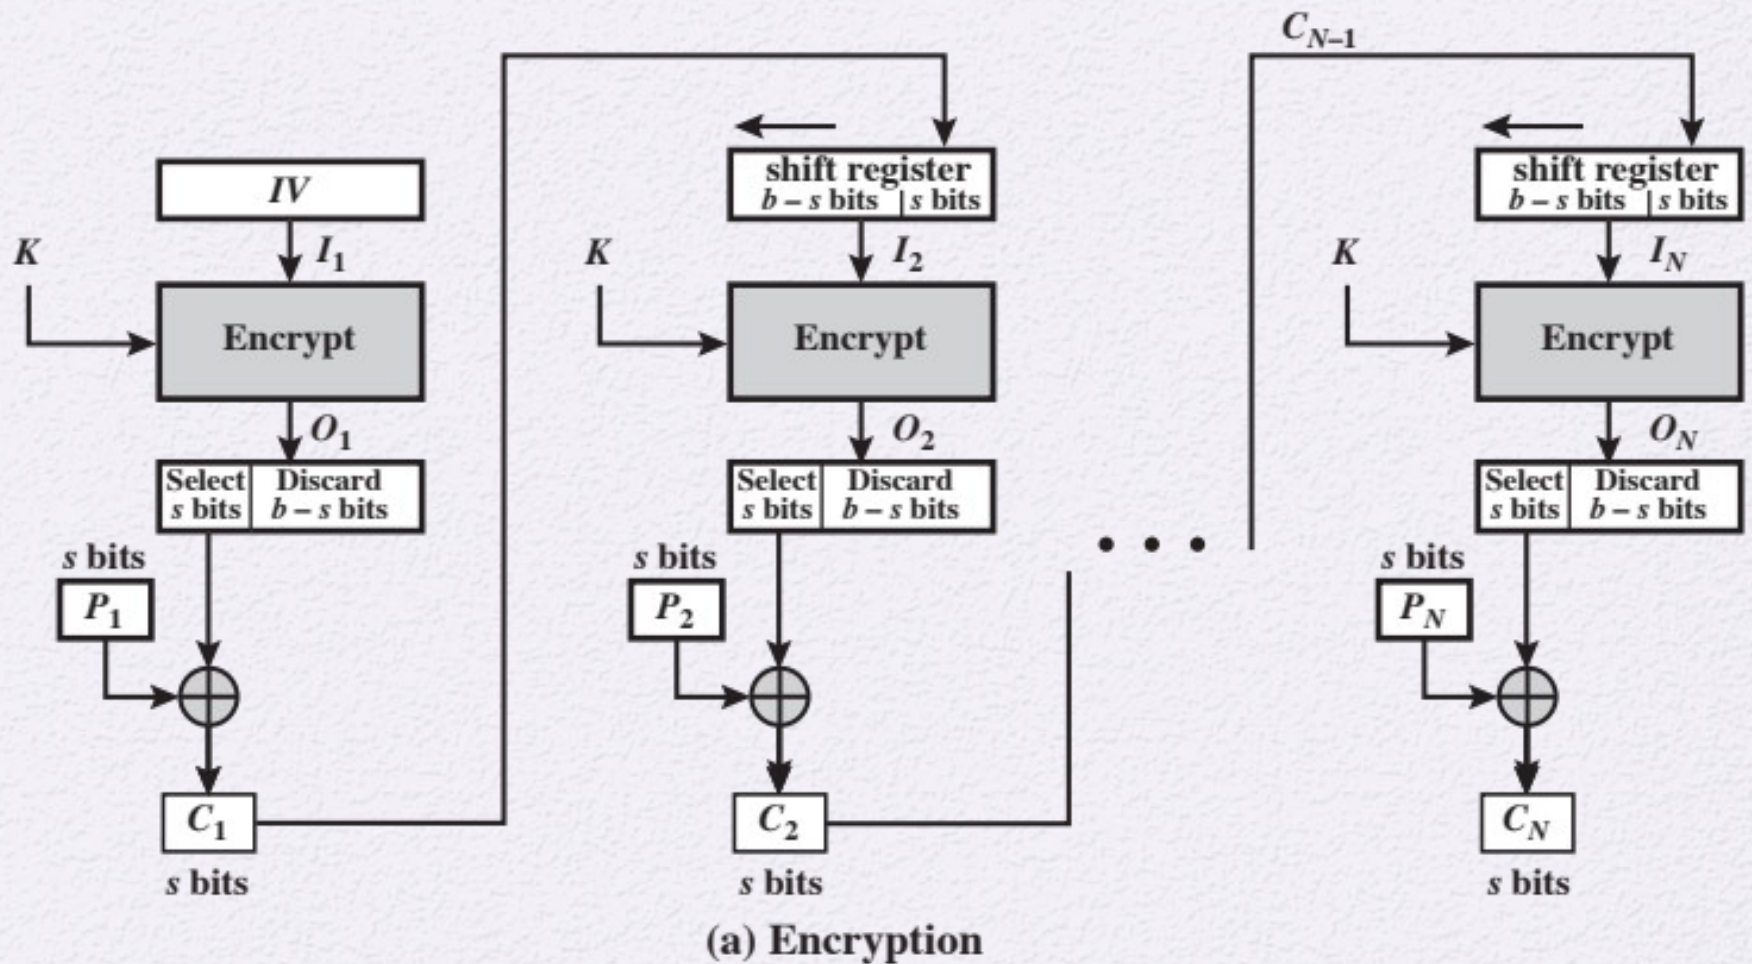 C_{N–1}
IV
shift register
b – s bits | s bits
shift register
b – s bits | s bits
K
I_1
K
I_2
K
I_N
Encrypt
Encrypt
Encrypt
O_1
O_2
O_N
Select
s bits
Discard
b – s bits
Select
s bits
Discard
b – s bits
Select
s bits
Discard
b – s bits
s bits
P_1
s bits
P_2
• • •
s bits
P_N
C_1
s bits
C_2
s bits
C_N
s bits
(a) Encryption